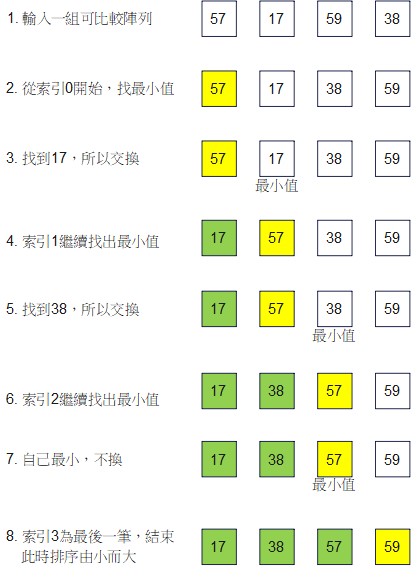 1. 輸入一組可比較陣列 57 17 59 38
2. 從索引0開始，找最小值 57 17 38 59
3. 找到17，所以交換 57 17 38 59
最小值
4. 索引1繼續找出最小值 17 57 38 59
5. 找到38，所以交換 17 57 38 59
最小值
6. 索引2繼續找出最小值 17 38 57 59
7. 自己最小，不換 17 38 57 59
最小值
8. 索引3為最後一筆，結束
此時排序由小而大 17 38 57 59